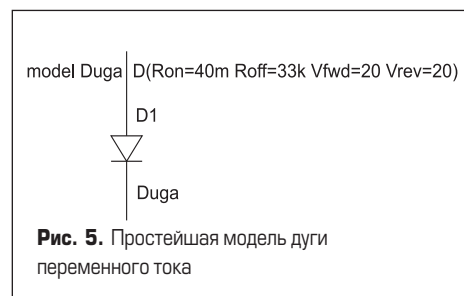 model Duga D(Ron=40m Roff=33k Vfwd=20 Vrev=20)
D1
Duga
Рис. 5. Простейшая модель дуги
переменного тока